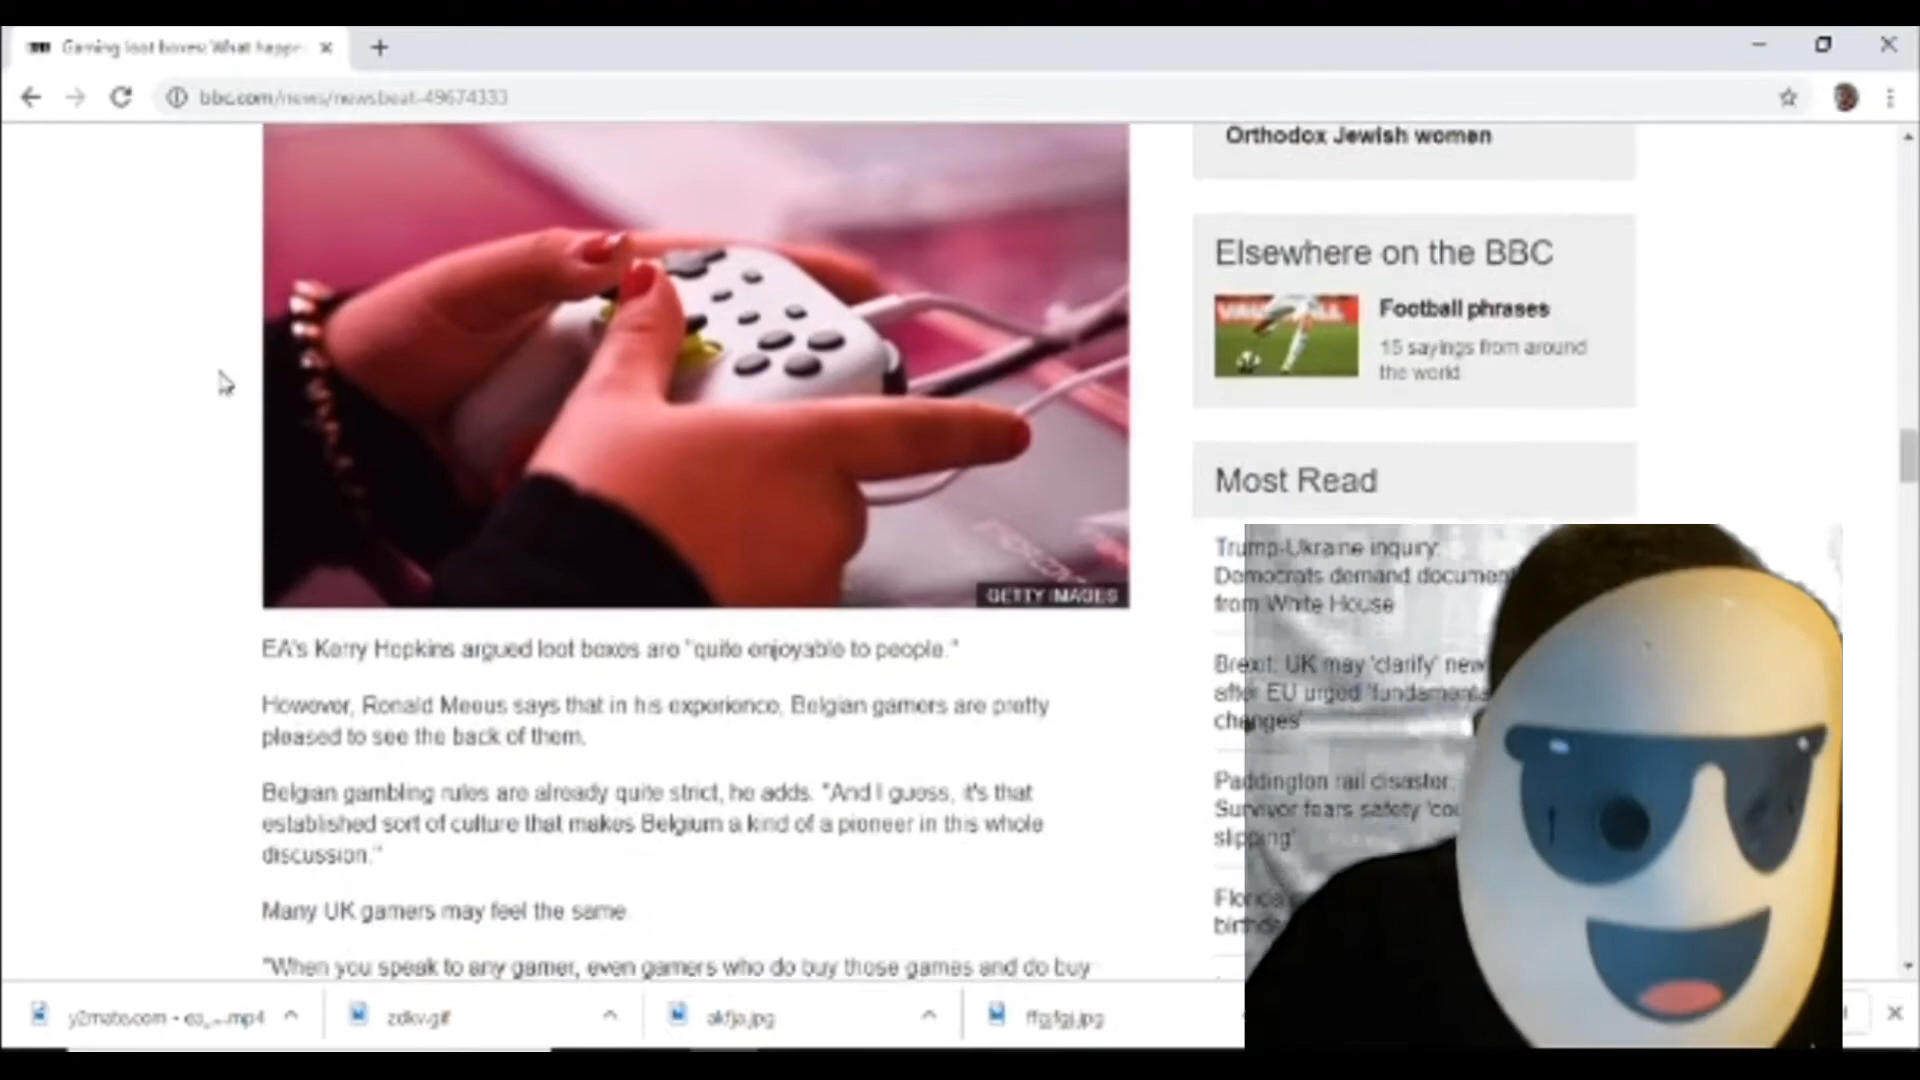 Gaming loot boxes: What happe
bbc.com/news/newsbeat-49674333
Orthodox Jewish women
Elsewhere on the BBC
VAUXHALL
Football phrases
15 sayings from around
the world
Most Read
Trump-Ukraine inquiry:
Democrats demand documen
from White House
Brexit: UK may 'clarify' new
after EU urged 'fundamenta
changes'
Paddington rail disaster:
Survivor fears safety 'cou
slipping'
Florida
birthd
GETTY IMAGES
EA's Kerry Hopkins argued loot boxes are "quite enjoyable to people."
However, Ronald Meeus says that in his experience, Belgian gamers are pretty
pleased to see the back of them.
Belgian gambling rules are already quite strict, he adds. "And I guess, it's that
established sort of culture that makes Belgium a kind of a pioneer in this whole
discussion."
Many UK gamers may feel the same.
"When you speak to any gamer, even gamers who do buy those games and do buy
y2mate.com - ea_....mp4
zdkv.gif
akfja.jpg